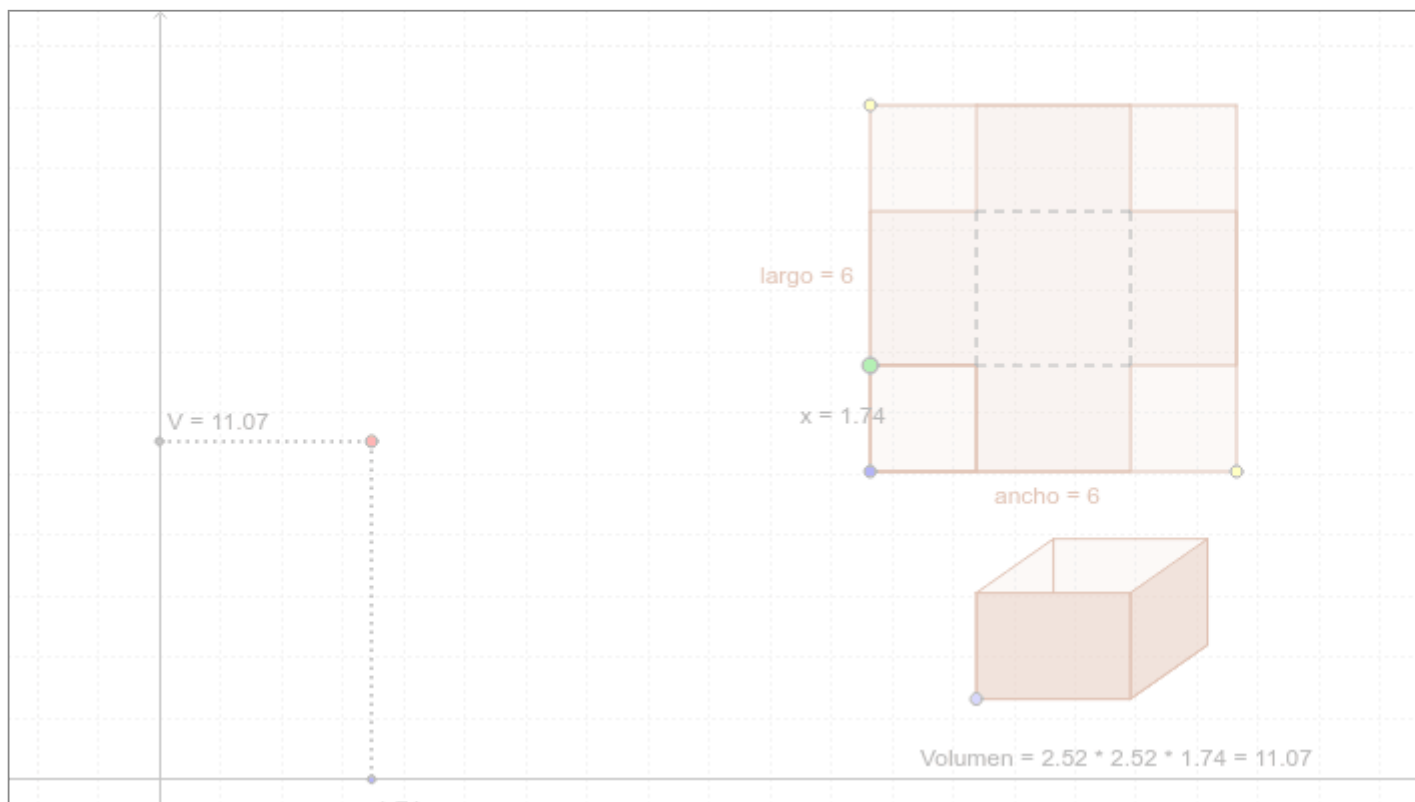 largo = 6
V = 11.07
x = 1.74
ancho = 6
Volumen = 2.52 * 2.52 * 1.74 = 11.07